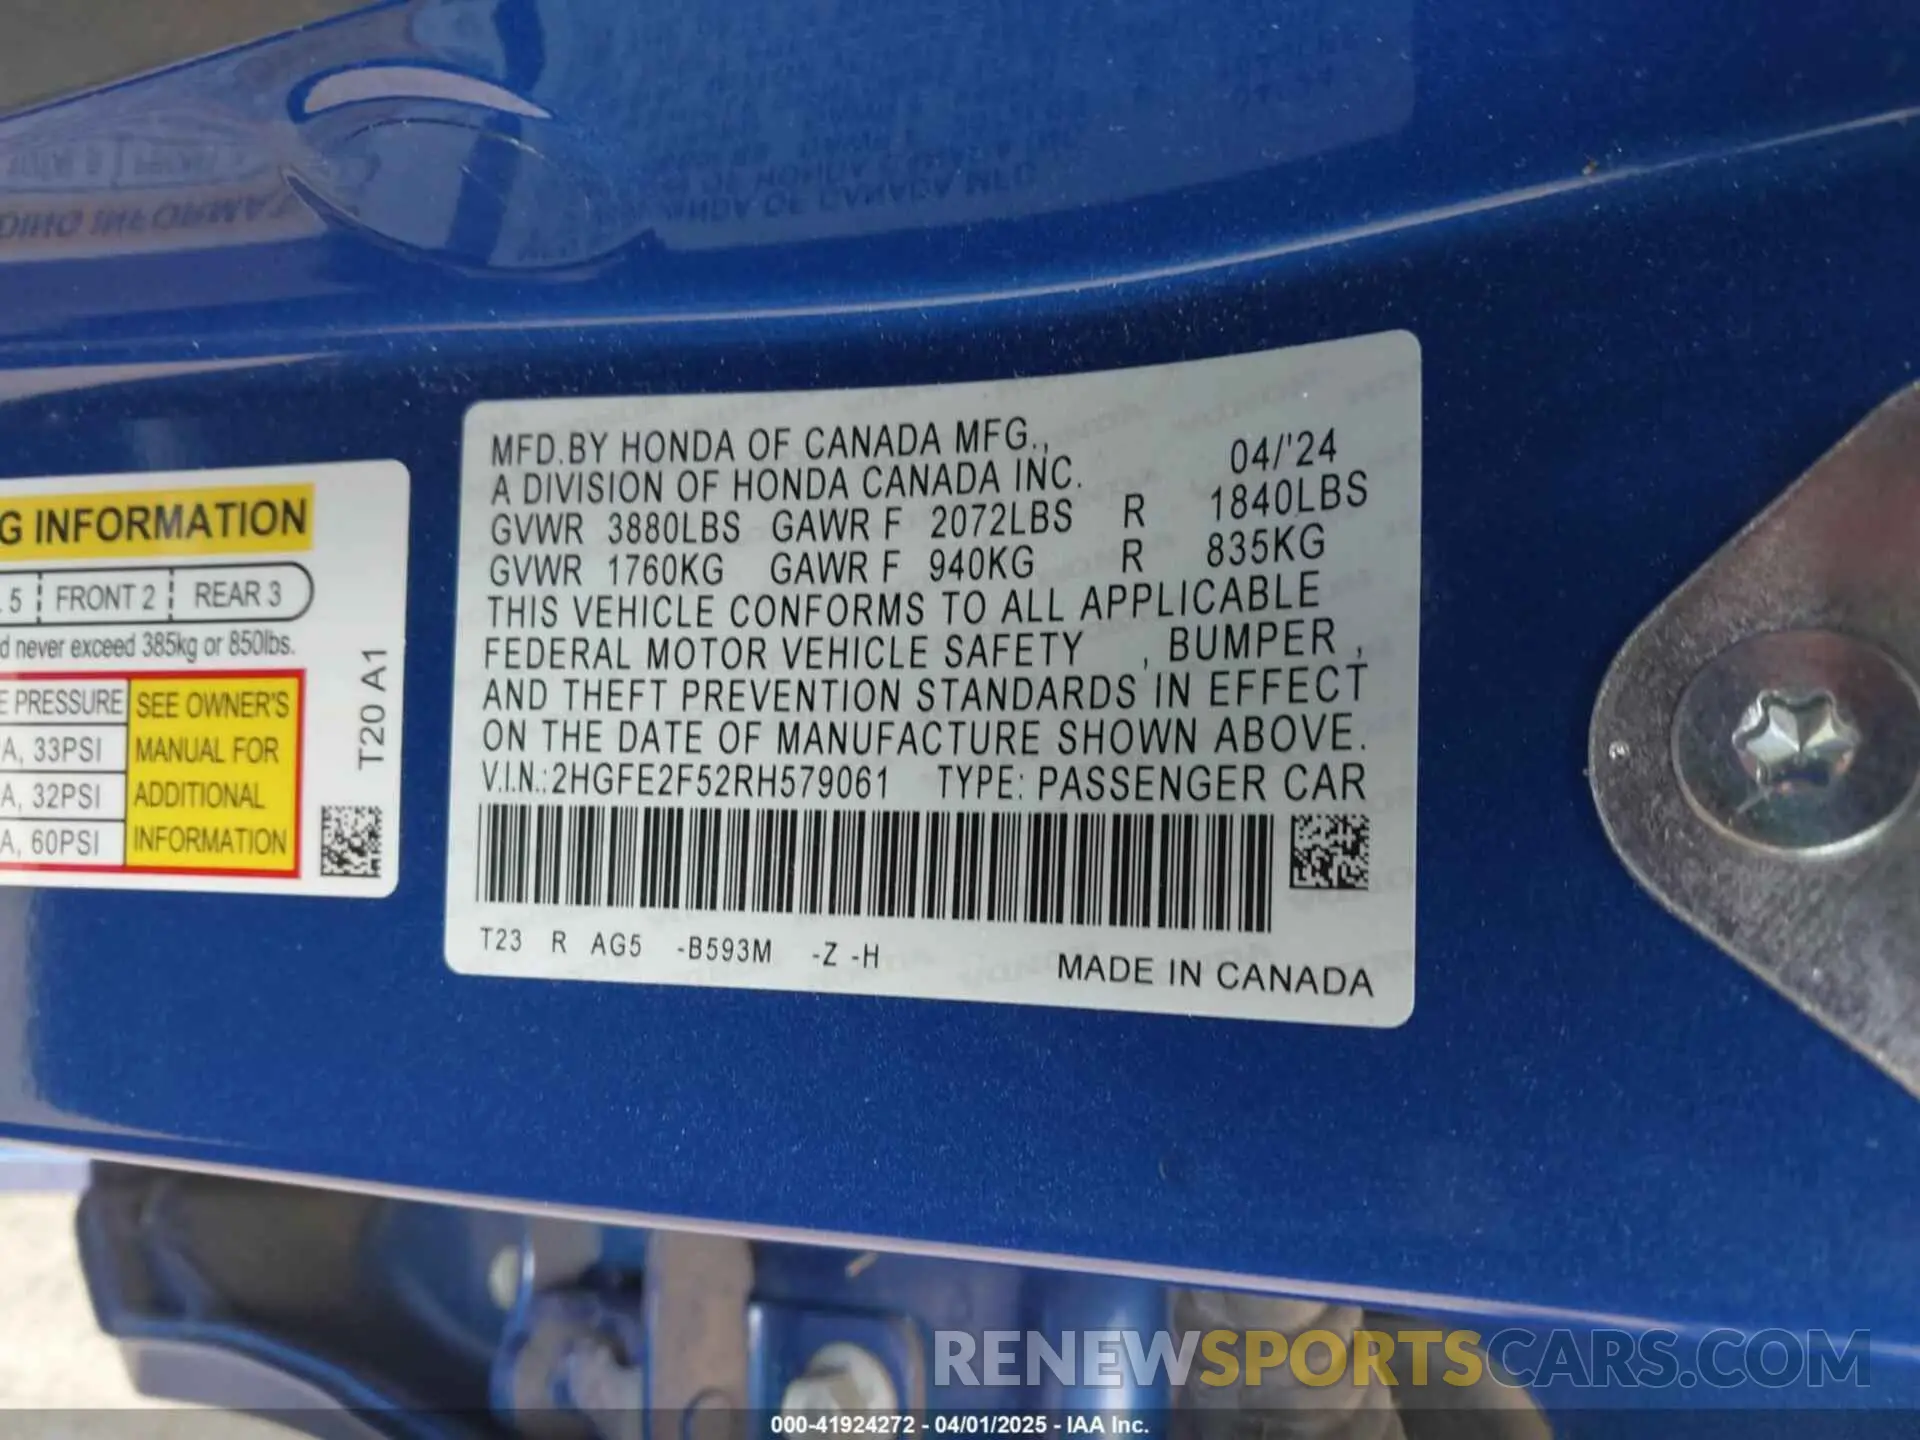 G INFORMATION
5 FRONT 2 REAR 3
never exceed 385kg or 850lbs.
PRESSURE
A, 33PSI
A, 32PSI
A, 60PSI
SEE OWNER'S
MANUAL FOR
ADDITIONAL
INFORMATION
T20 A1
MFD.BY HONDA OF CANADA MFG., 04/'24
A DIVISION OF HONDA CANADA INC.
GVWR 3880LBS GAWR F 2072LBS R 1840LBS
GVWR 1760KG GAWR F 940KG R 835KG
THIS VEHICLE CONFORMS TO ALL APPLICABLE
FEDERAL MOTOR VEHICLE SAFETY , BUMPER ,
AND THEFT PREVENTION STANDARDS IN EFFECT
ON THE DATE OF MANUFACTURE SHOWN ABOVE.
V.I.N.: 2HGFE2F52RH579061 TYPE: PASSENGER CAR
T23 R AG5 -B593M -Z -H
MADE IN CANADA
RENEWSPORTSCARS.COM
000-41924272 - 04/01/2025 - IAA Inc.